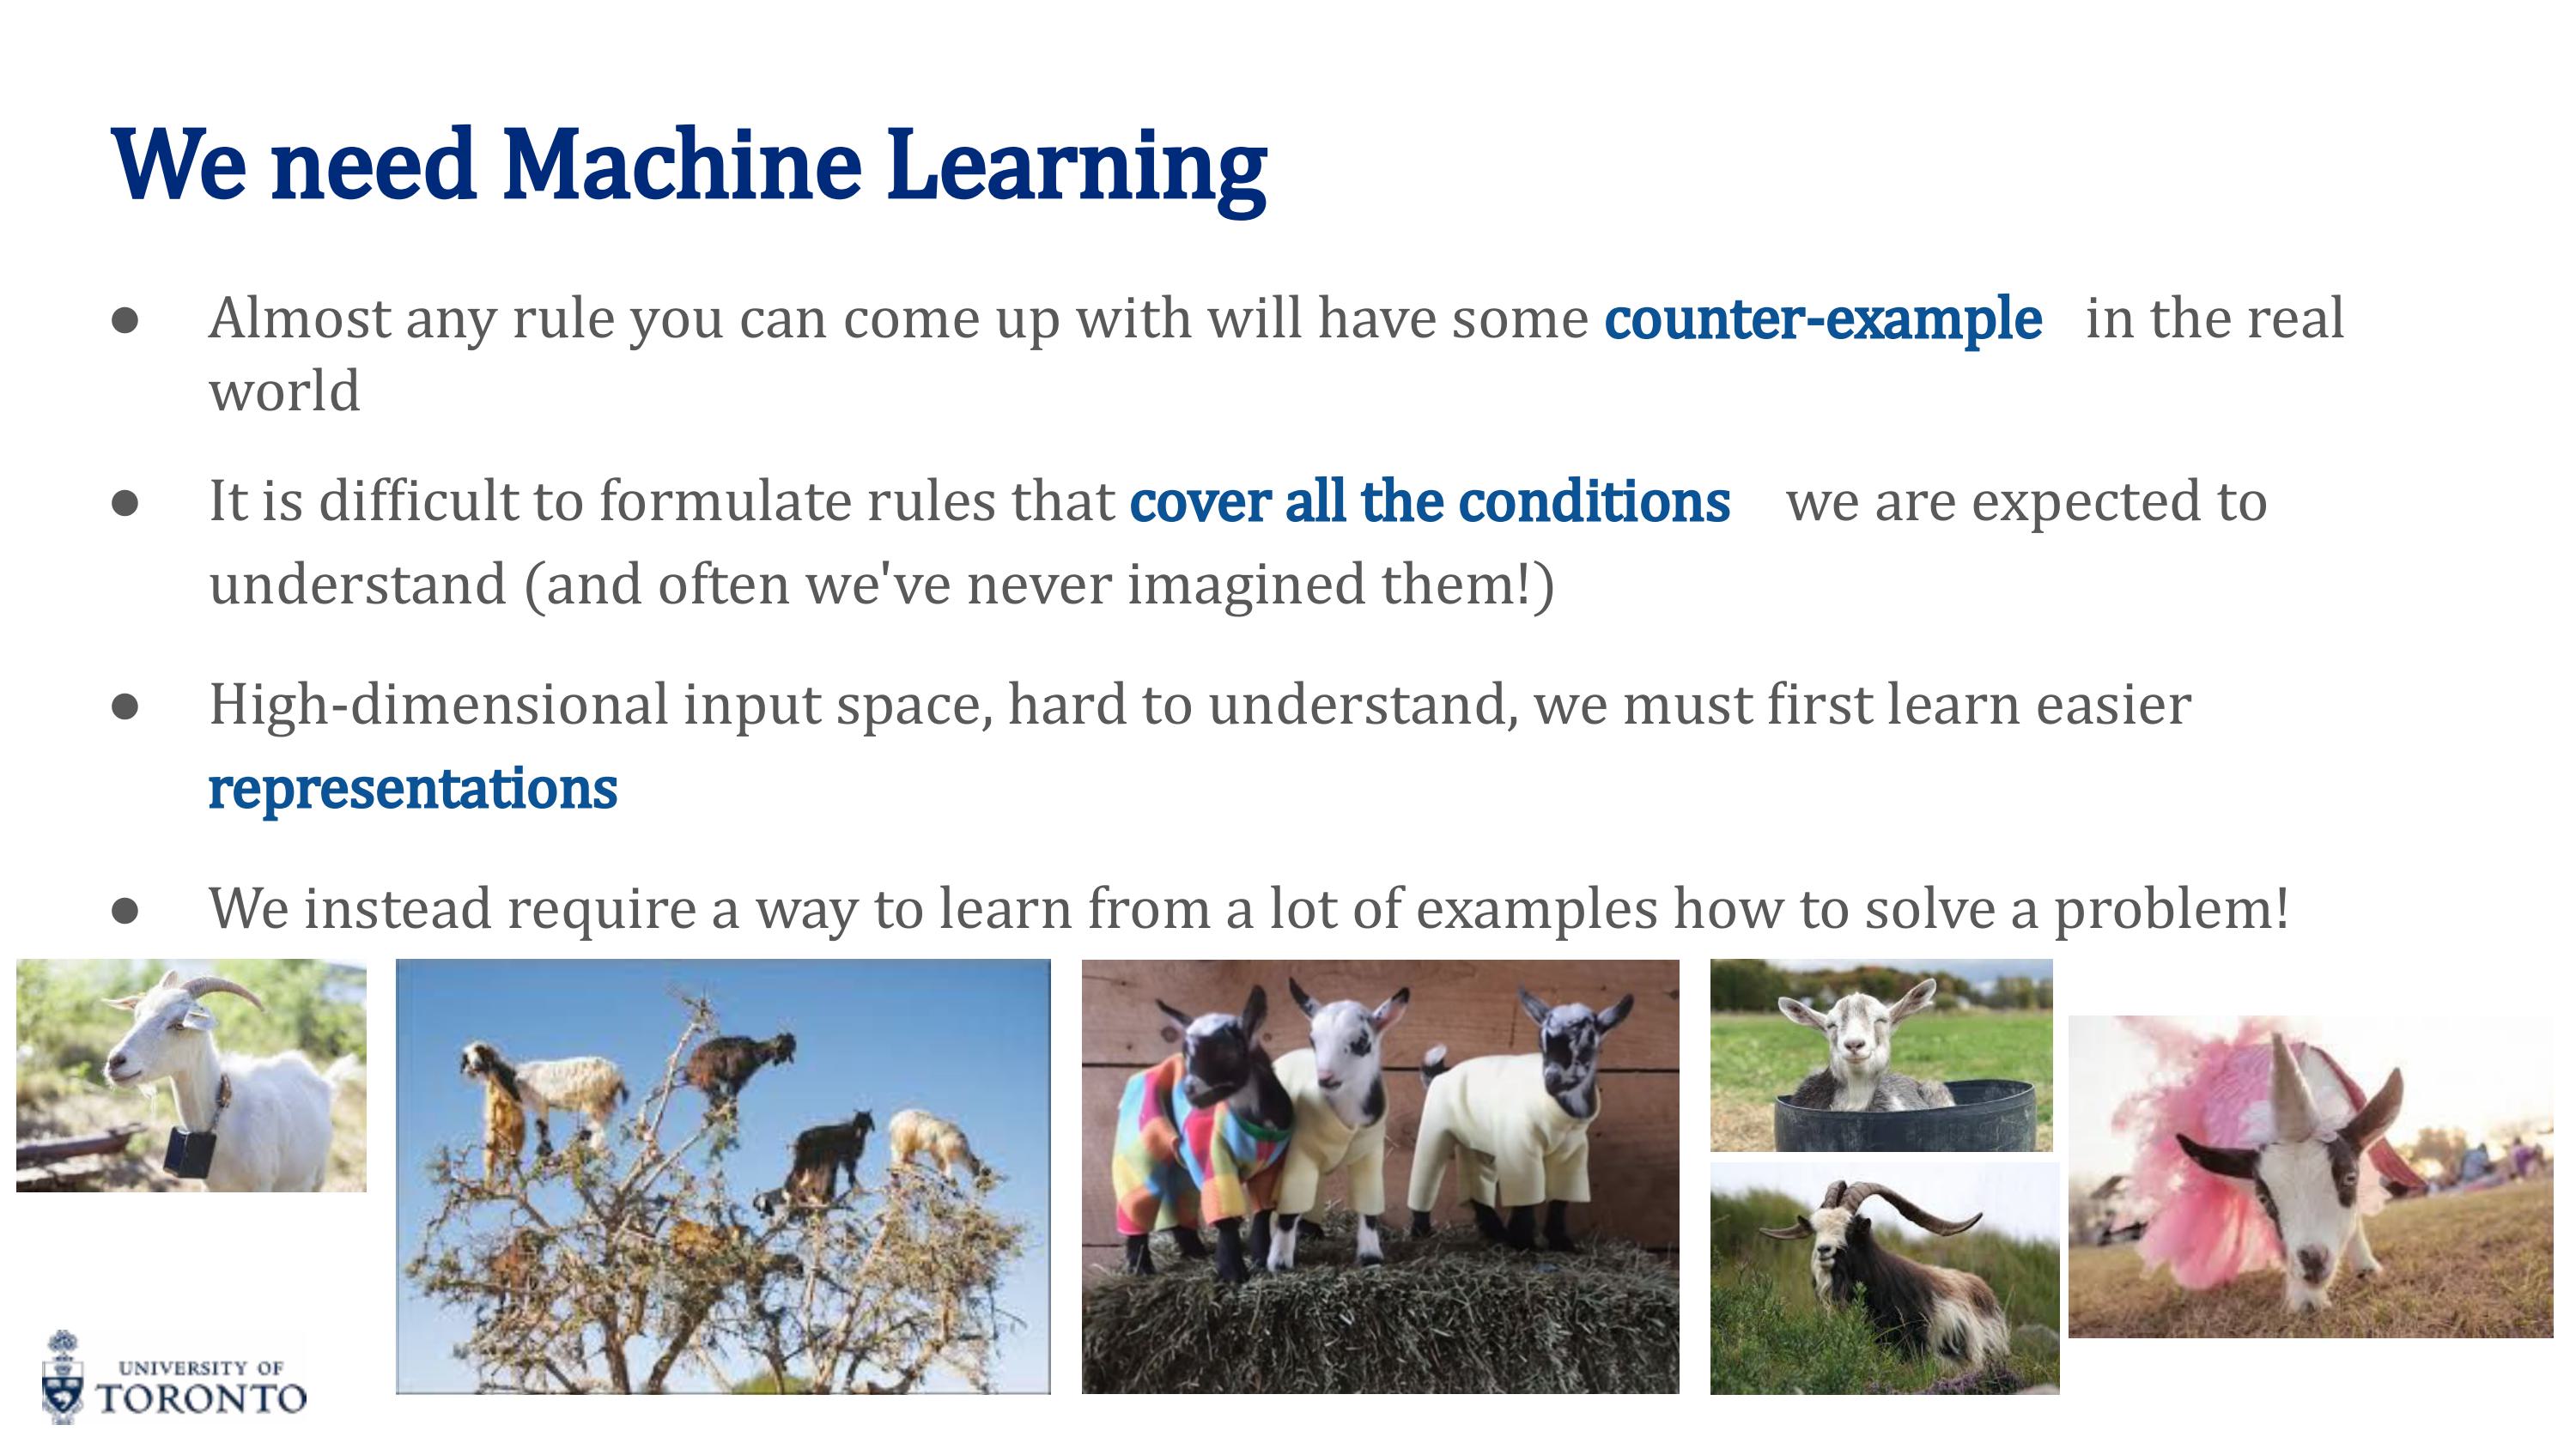 We need Machine Learning
● Almost any rule you can come up with will have some counter-example in the real
world
● It is difficult to formulate rules that cover all the conditions we are expected to
understand (and often we've never imagined them!)
● High-dimensional input space, hard to understand, we must first learn easier
representations
● We instead require a way to learn from a lot of examples how to solve a problem!
UNIVERSITY OF
TORONTO